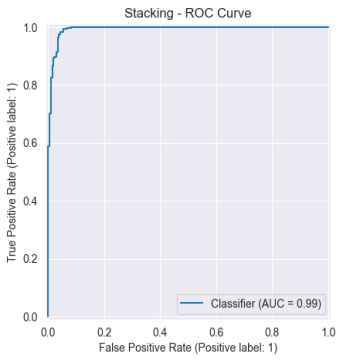 Stacking - ROC Curve
True Positive Rate (Positive label: 1)
1.0
0.8
0.6
0.4
0.2
0.0
Classifier (AUC = 0.99)
0.0 0.2 0.4 0.6 0.8 1.0
False Positive Rate (Positive label: 1)